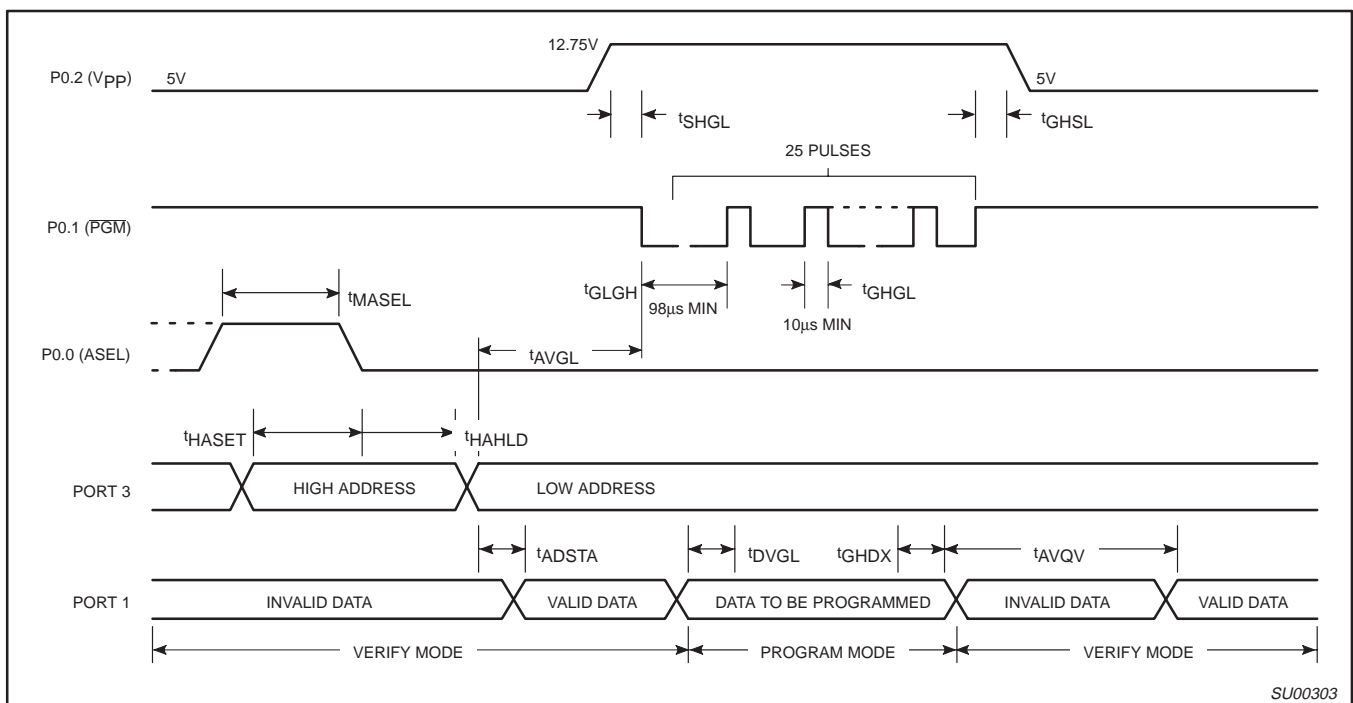 12.75V
P0.2 (VPP)
5V
5V
tSHGL
tGHSL
25 PULSES
P0.1 (PGM)
tMASEL
tGLGH
98µs MIN
tGHGL
10µs MIN
P0.0 (ASEL)
tAVGL
tHASET
tHAHLD
PORT 3
HIGH ADDRESS
LOW ADDRESS
tADSTA
tDVGL
tGHDX
tAVQV
PORT 1
INVALID DATA
VALID DATA
DATA TO BE PROGRAMMED
INVALID DATA
VALID DATA
VERIFY MODE
PROGRAM MODE
VERIFY MODE
SU00303